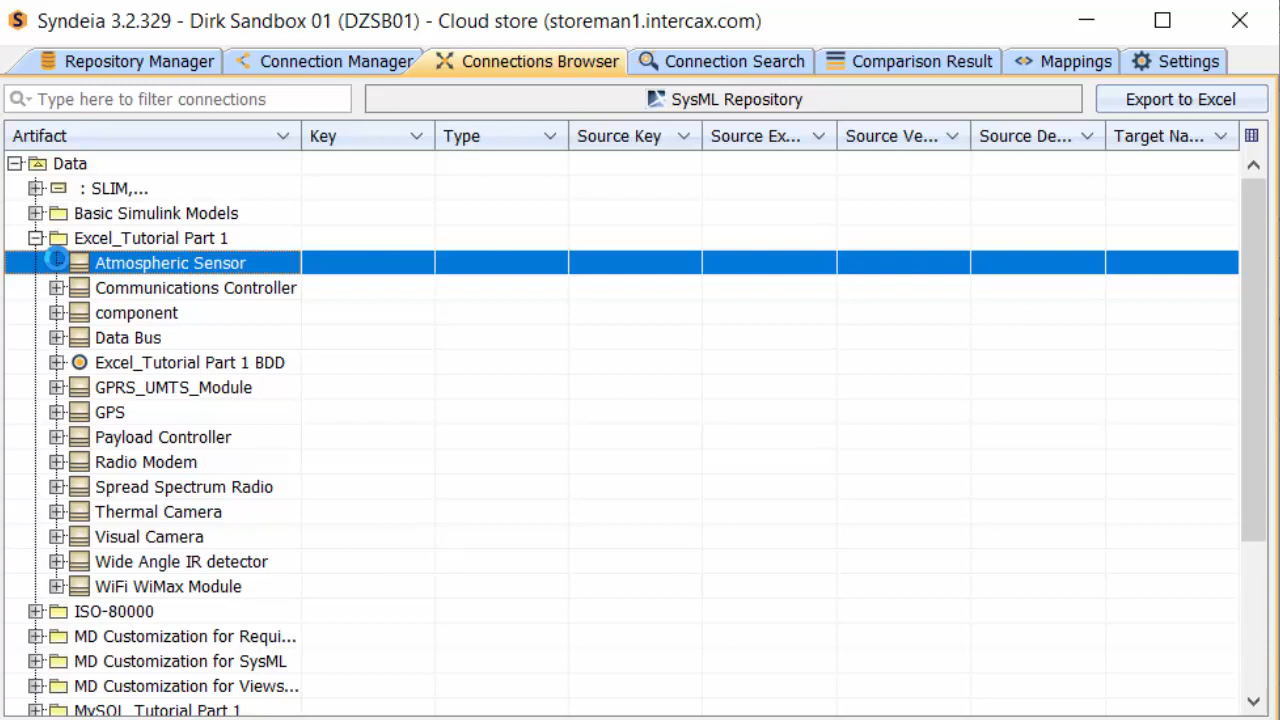 Syndeia 3.2.329 - Dirk Sandbox 01 (DZSB01) - Cloud store (storeman1.intercax.com)
Repository Manager Connection Manager Connections Browser Connection Search Comparison Result Mappings Settings
Type here to filter connections SysML Repository Export to Excel
Artifact Key Type Source Key Source Ex... Source Ve... Source De... Target Na...
Data
: SLIM,...
Basic Simulink Models
Excel_Tutorial Part 1
Atmospheric Sensor
Communications Controller
component
Data Bus
Excel_Tutorial Part 1 BDD
GPRS_UMTS_Module
GPS
Payload Controller
Radio Modem
Spread Spectrum Radio
Thermal Camera
Visual Camera
Wide Angle IR detector
WiFi WiMax Module
ISO-80000
MD Customization for Requi...
MD Customization for SysML
MD Customization for Views...
MySQL_Tutorial Part 1